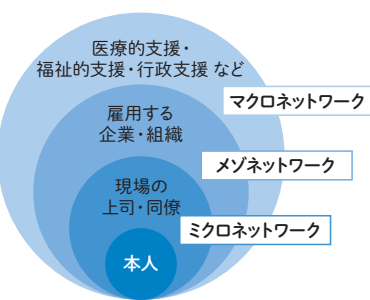 医療的支援・
福祉的支援・行政支援 など
マクロネットワーク
雇用する
企業・組織
メゾネットワーク
現場の
上司・同僚
ミクロネットワーク
本人